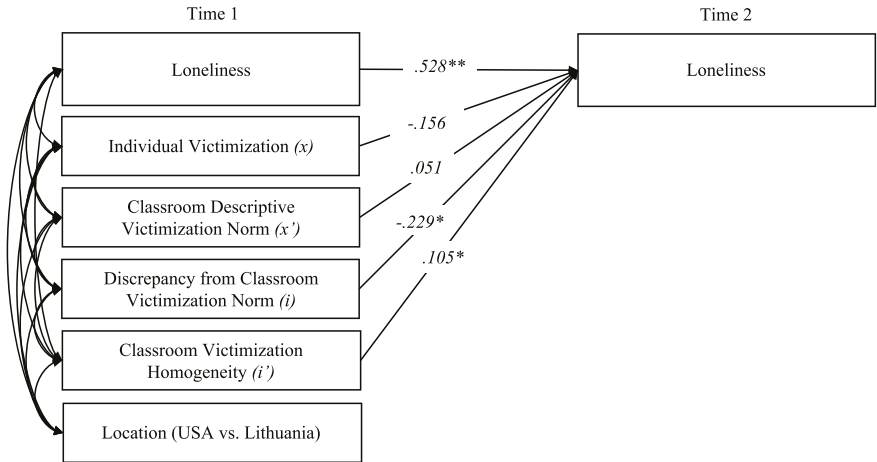 Time 1
Time 2
Loneliness
.528**
Loneliness
-.156
Individual Victimization (x)
.051
Classroom Descriptive
Victimization Norm (x’)
-.229*
Discrepancy from Classroom
Victimization Norm (i)
.105*
Classroom Victimization
Homogeneity (i’)
Location (USA vs. Lithuania)